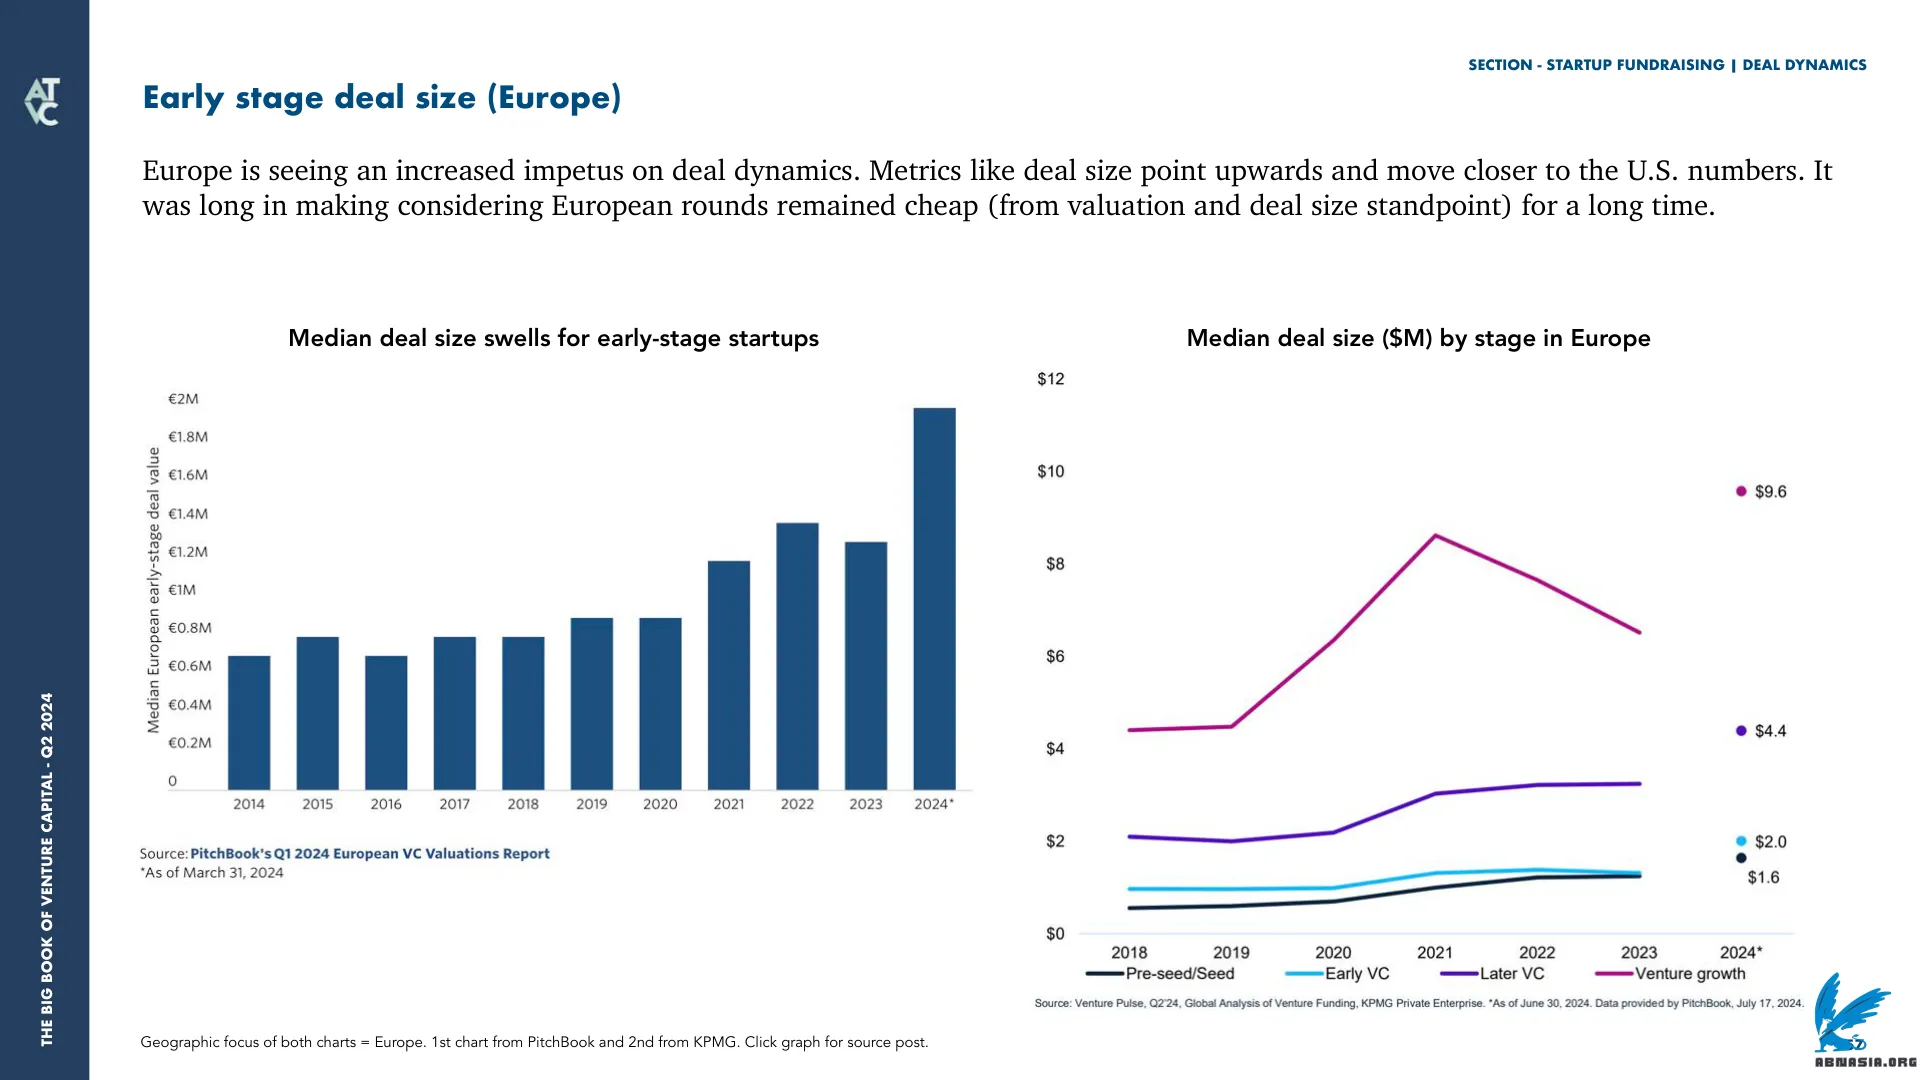 AT
VC
SECTION - STARTUP FUNDRAISING | DEAL DYNAMICS
Early stage deal size (Europe)
Europe is seeing an increased impetus on deal dynamics. Metrics like deal size point upwards and move closer to the U.S. numbers. It
was long in making considering European rounds remained cheap (from valuation and deal size standpoint) for a long time.
Median deal size swells for early-stage startups
Median European early-stage deal value
€2M
€1.8M
€1.6M
€1.4M
€1.2M
€1M
€0.8M
€0.6M
€0.4M
€0.2M
0
2014 2015 2016 2017 2018 2019 2020 2021 2022 2023 2024*
Source: PitchBook's Q1 2024 European VC Valuations Report
*As of March 31, 2024
Median deal size ($M) by stage in Europe
$12
$10
$8
$6
$4
$2
$0
$9.6
$4.4
$2.0
$1.6
2018 2019 2020 2021 2022 2023 2024*
Pre-seed/Seed Early VC Later VC Venture growth
Source: Venture Pulse, Q2'24, Global Analysis of Venture Funding, KPMG Private Enterprise. *As of June 30, 2024. Data provided by PitchBook, July 17, 2024.
Geographic focus of both charts = Europe. 1st chart from PitchBook and 2nd from KPMG. Click graph for source post.
THE BIG BOOK OF VENTURE CAPITAL - Q2 2024
ABNASIA.ORG